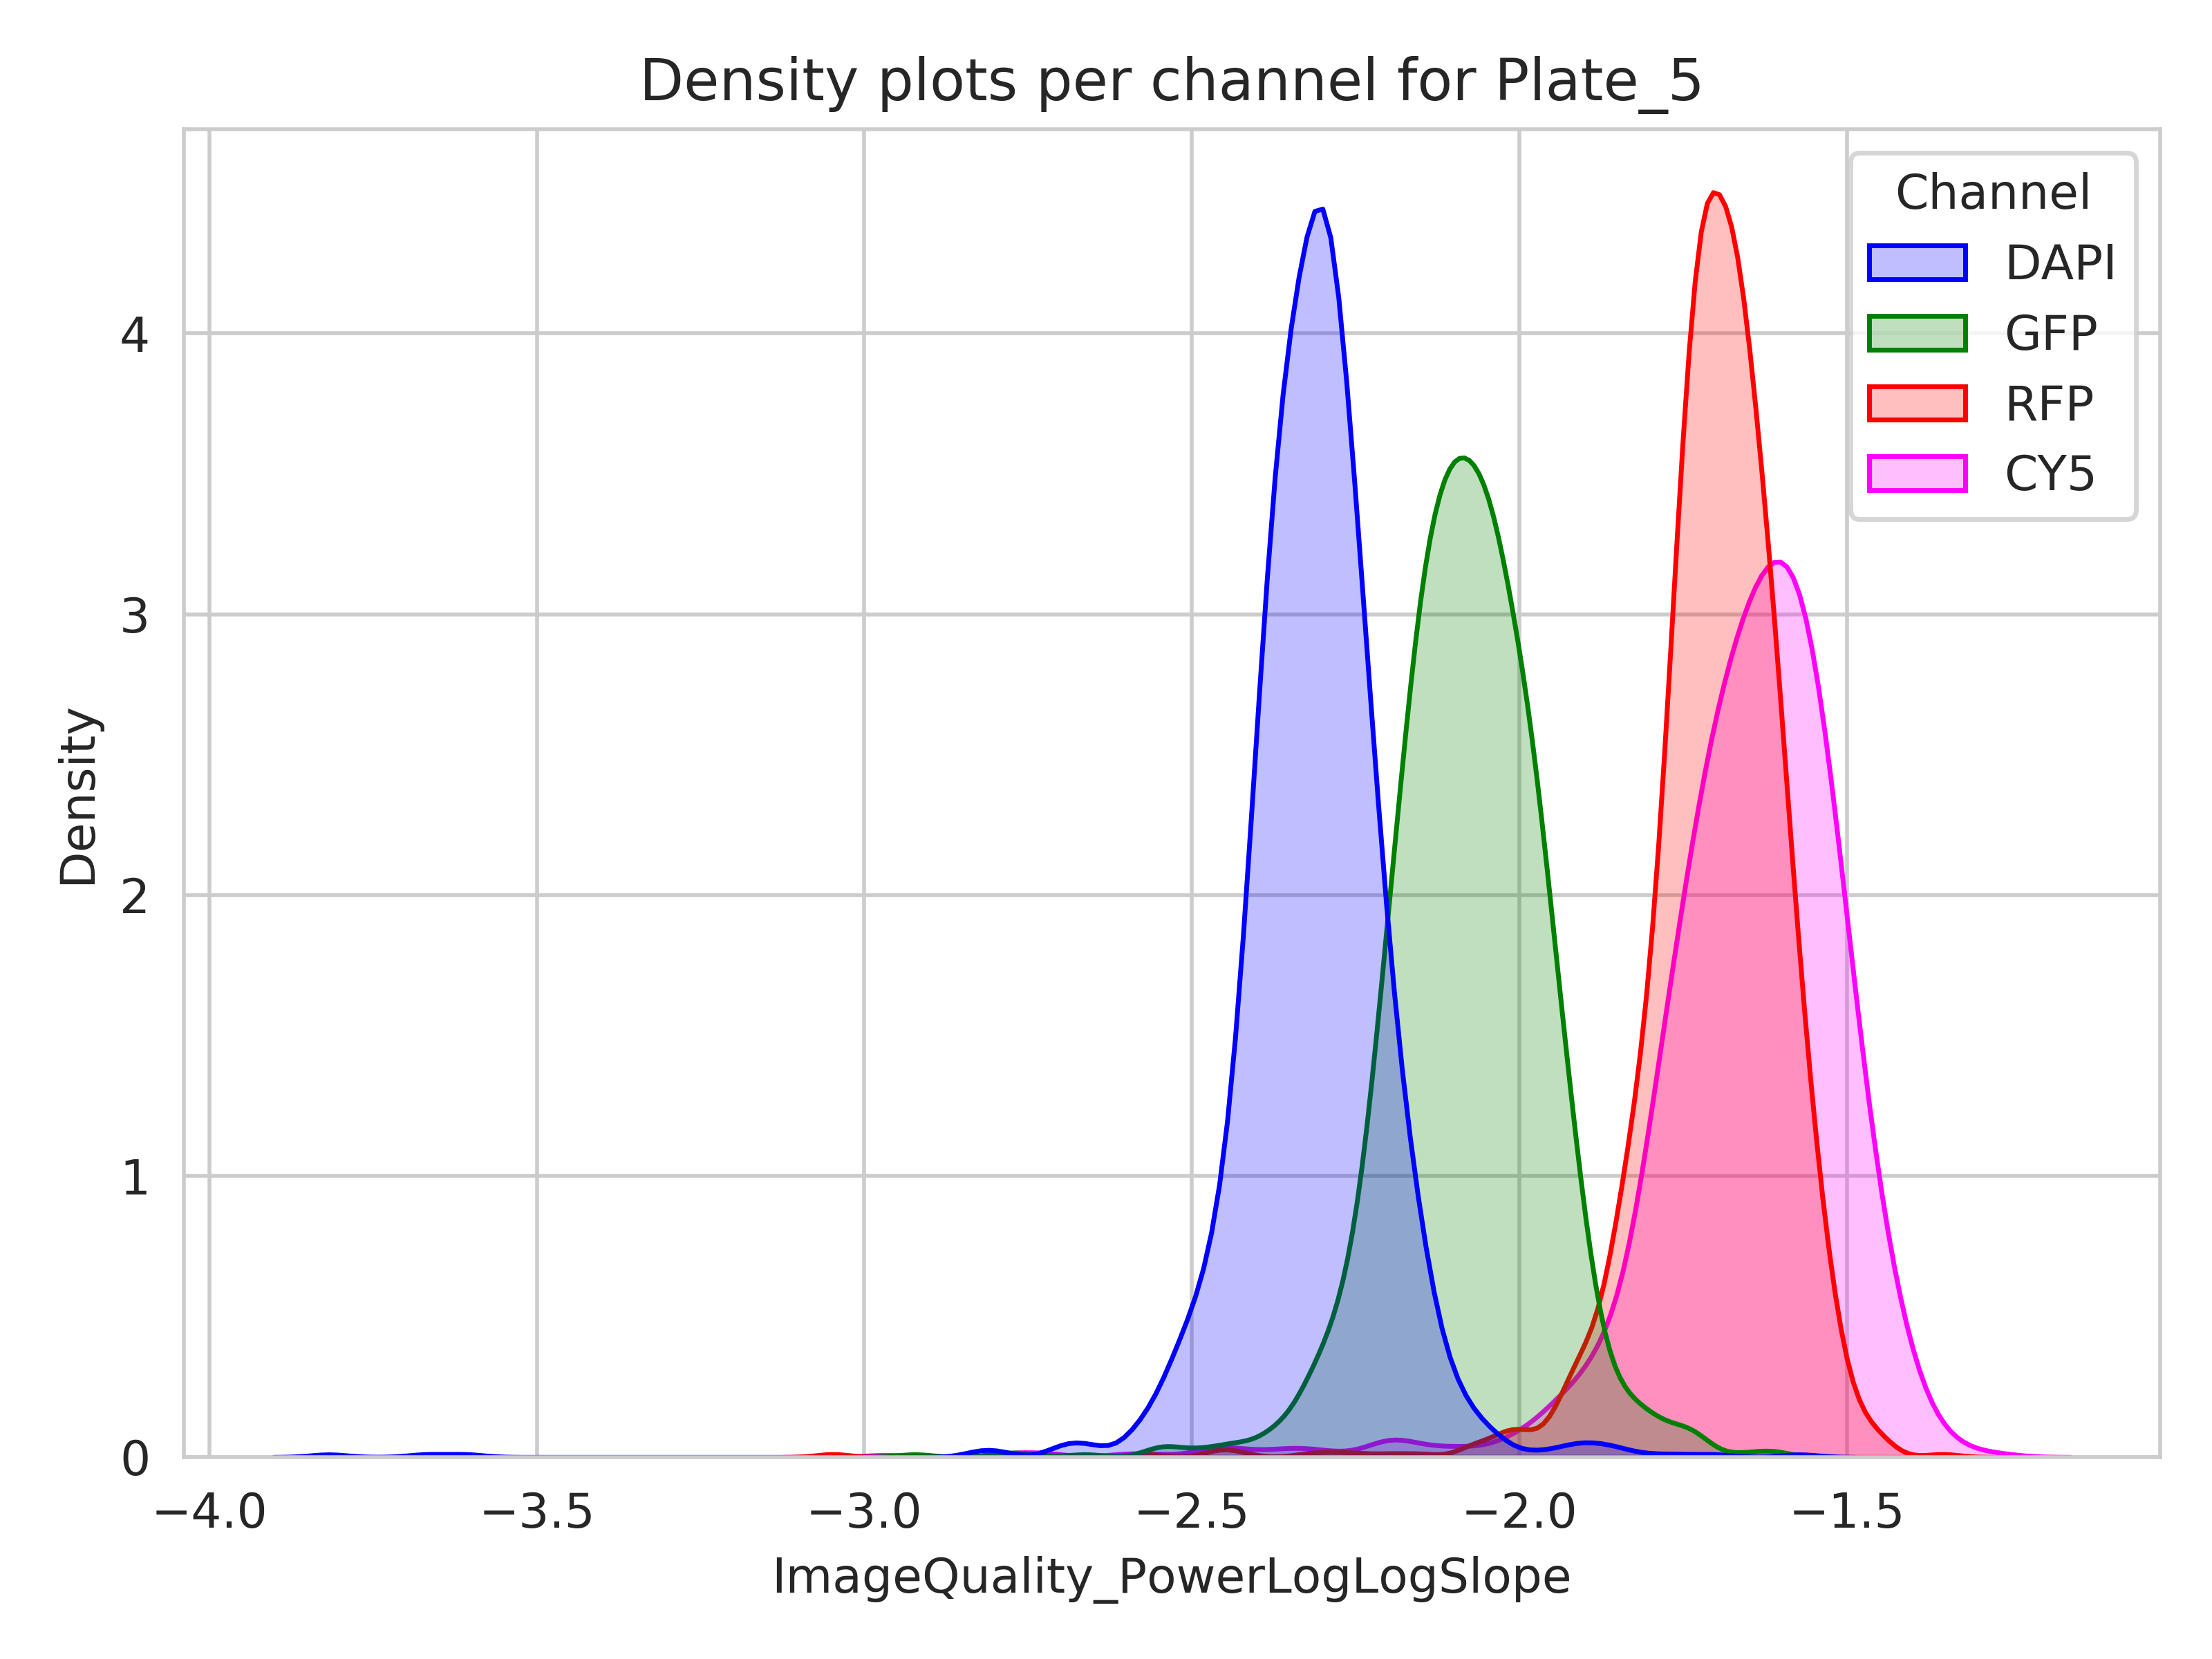 Density plots per channel for Plate_5
Channel
DAPI
GFP
RFP
CY5
Density
4
3
2
1
0
−4.0 −3.5 −3.0 −2.5 −2.0 −1.5
ImageQuality_PowerLogLogSlope